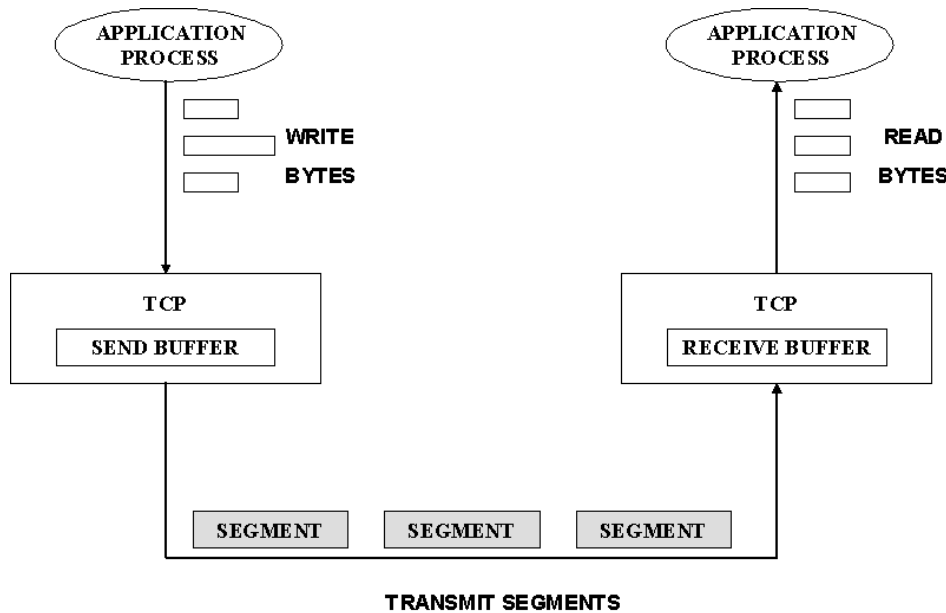 APPLICATION
PROCESS
WRITE
BYTES
TCP
SEND BUFFER
APPLICATION
PROCESS
READ
BYTES
TCP
RECEIVE BUFFER
SEGMENT
SEGMENT
SEGMENT
TRANSMIT SEGMENTS